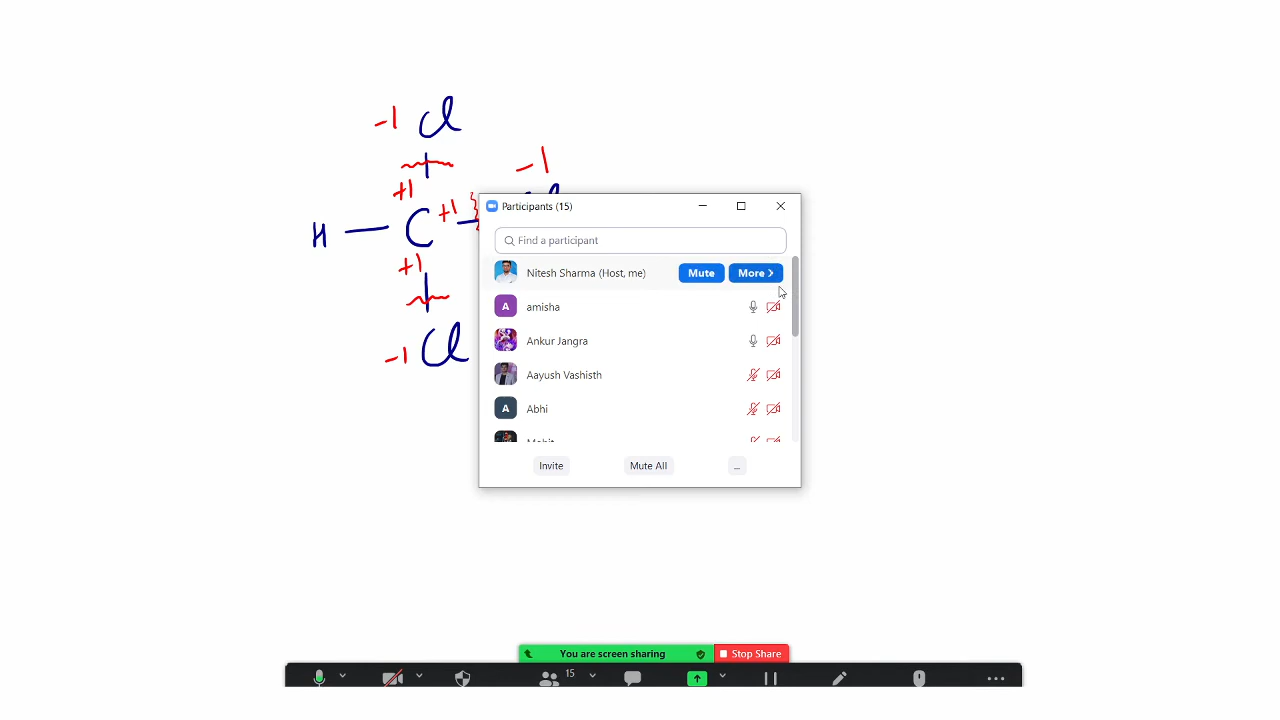 -1 Cl
-1
+1
H — C +1
+1
-1 Cl
Participants (15)
Find a participant
Nitesh Sharma (Host, me) Mute More >
A amisha
Ankur Jangra
Aayush Vashisth
A Abhi
Invite Mute All ...
You are screen sharing Stop Share
15